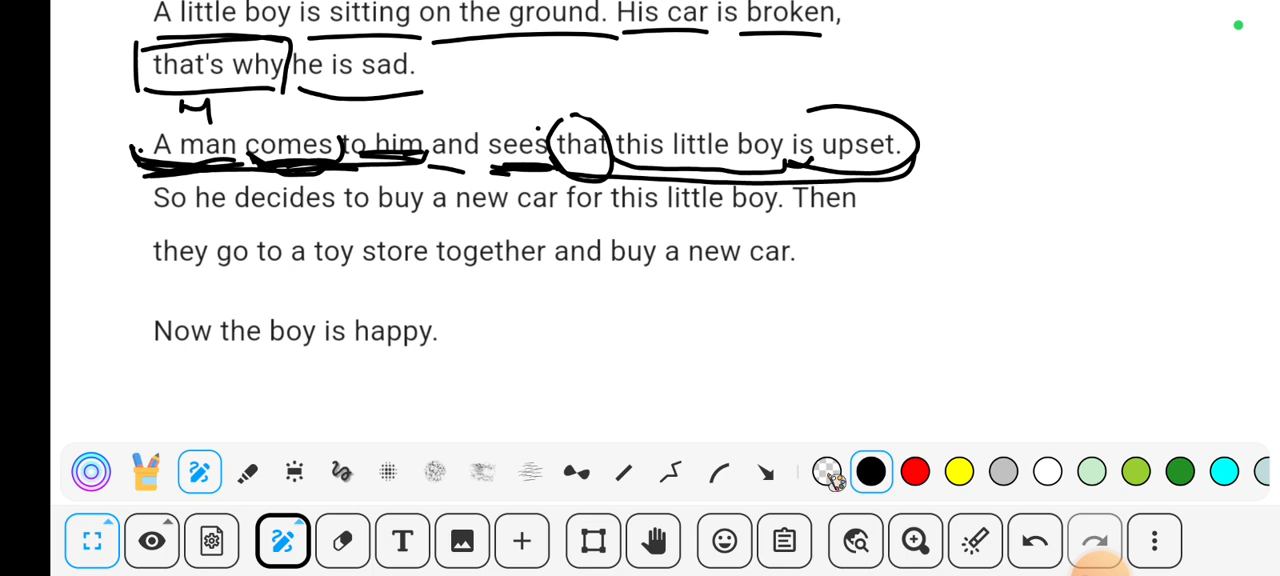 A little boy is sitting on the ground. His car is broken,
that's why he is sad.
M
A man comes to him and sees that this little boy is upset.
So he decides to buy a new car for this little boy. Then
they go to a toy store together and buy a new car.
Now the boy is happy.
T